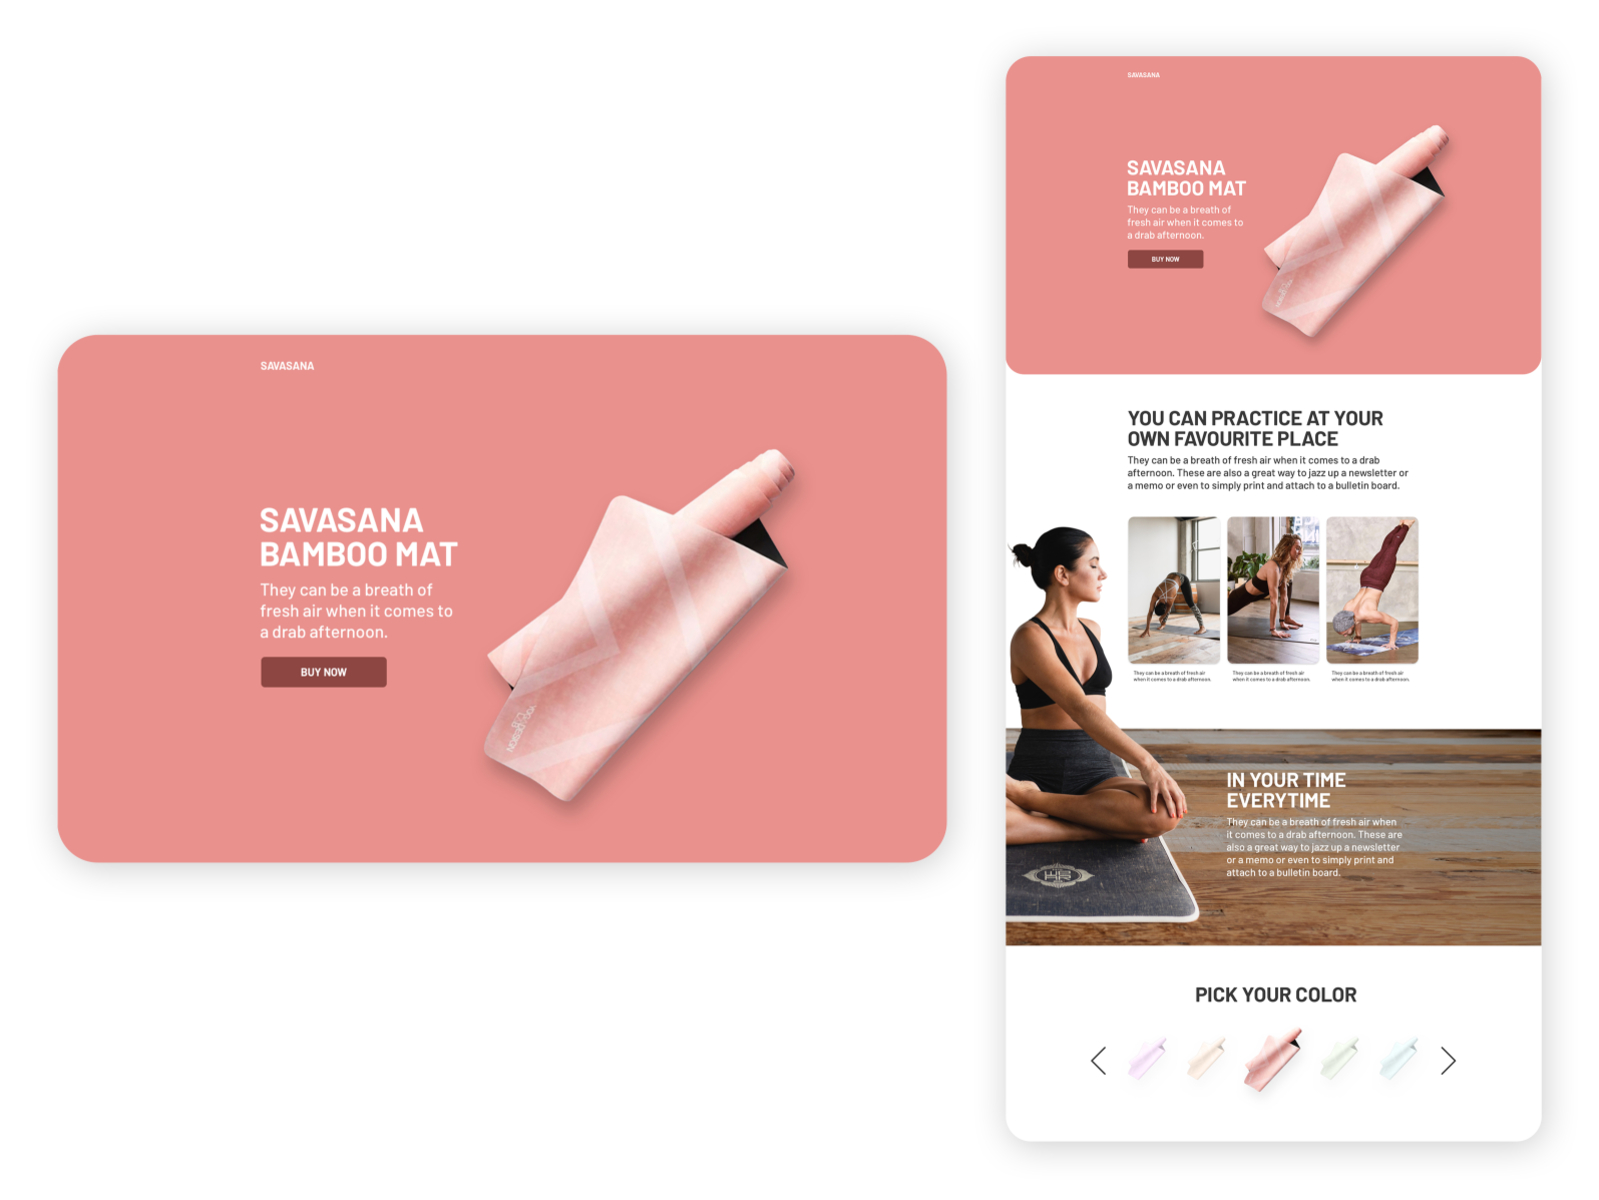 SAVASANA
SAVASANA
BAMBOO MAT
They can be a breath of
fresh air when it comes to
a drab afternoon.
BUY NOW
SAVASANA
SAVASANA
BAMBOO MAT
They can be a breath of
fresh air when it comes to
a drab afternoon.
BUY NOW
YOU CAN PRACTICE AT YOUR
OWN FAVOURITE PLACE
They can be a breath of fresh air when it comes to a drab
afternoon. These are also a great way to jazz up a newsletter or
a memo or even to simply print and attach to a bulletin board.
They can be a breath of fresh air
when it comes to a drab afternoon.
They can be a breath of fresh air
when it comes to a drab afternoon.
They can be a breath of fresh air
when it comes to a drab afternoon.
IN YOUR TIME
EVERYTIME
They can be a breath of fresh air when
it comes to a drab afternoon. These are
also a great way to jazz up a newsletter
or a memo or even to simply print and
attach to a bulletin board.
PICK YOUR COLOR